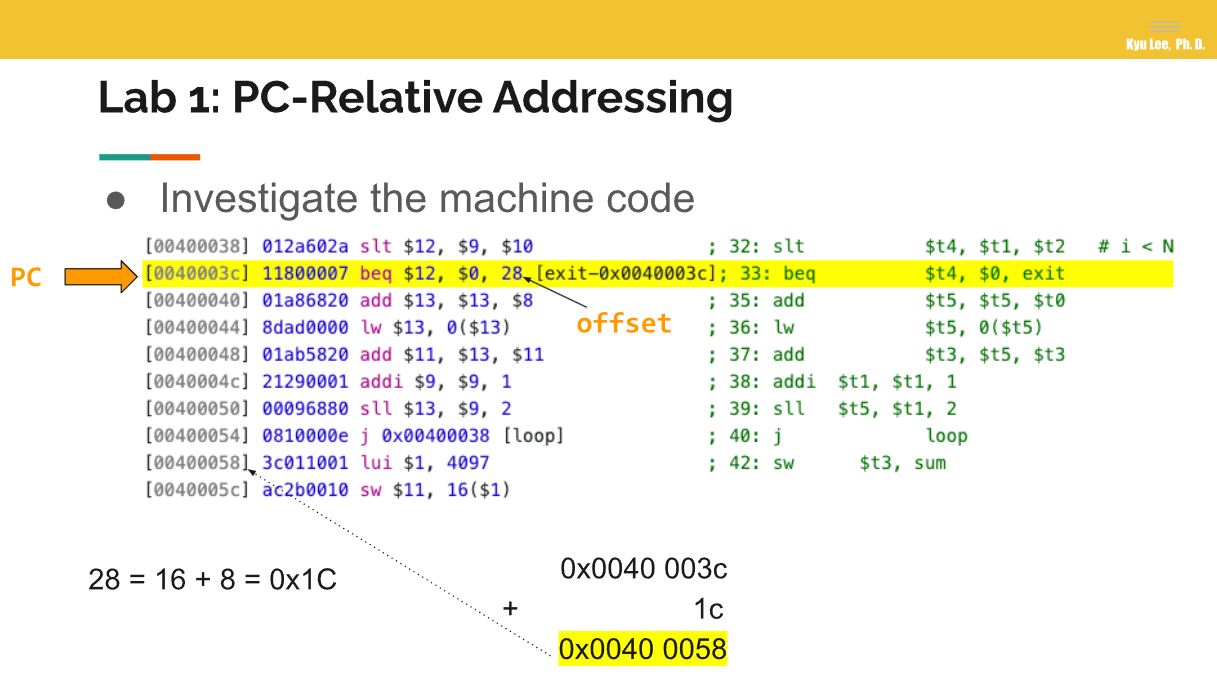 Kyu Lee, Ph. D.
Lab 1: PC-Relative Addressing
● Investigate the machine code
[00400038] 012a602a slt $12, $9, $10 ; 32: slt $t4, $t1, $t2 # i < N
PC [0040003c] 11800007 beq $12, $0, 28 [exit-0x0040003c]; 33: beq $t4, $0, exit
[00400040] 01a86820 add $13, $13, $8 ; 35: add $t5, $t5, $t0
offset
[00400044] 8dad0000 lw $13, 0($13) ; 36: lw $t5, 0($t5)
[00400048] 01ab5820 add $11, $13, $11 ; 37: add $t3, $t5, $t3
[0040004c] 21290001 addi $9, $9, 1 ; 38: addi $t1, $t1, 1
[00400050] 00096880 sll $13, $9, 2 ; 39: sll $t5, $t1, 2
[00400054] 0810000e j 0x00400038 [loop] ; 40: j loop
[00400058] 3c011001 lui $1, 4097 ; 42: sw $t3, sum
[0040005c] ac2b0010 sw $11, 16($1)
28 = 16 + 8 = 0x1C
0x0040 003c
+ 1c
0x0040 0058